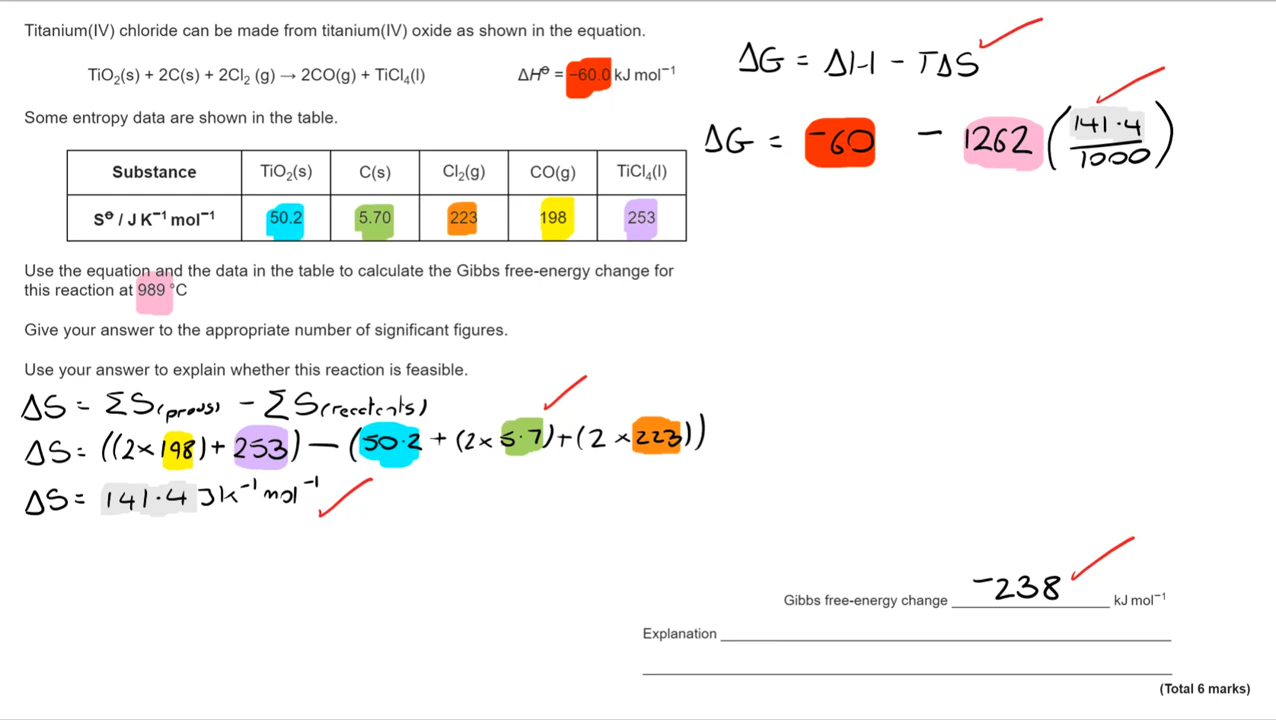 Titanium(IV) chloride can be made from titanium(IV) oxide as shown in the equation.
TiO₂(s) + 2C(s) + 2Cl₂ (g) → 2CO(g) + TiCl₄(l) ΔH⦵ = −60.0 kJ mol⁻¹
Some entropy data are shown in the table.
Substance TiO₂(s) C(s) Cl₂(g) CO(g) TiCl₄(l)
S⦵ / J K⁻¹ mol⁻¹ 50.2 5.70 223 198 253
Use the equation and the data in the table to calculate the Gibbs free-energy change for
this reaction at 989 °C
Give your answer to the appropriate number of significant figures.
Use your answer to explain whether this reaction is feasible.
ΔS = ΣS(prods) − ΣS(reactants)
ΔS = ((2×198)+253) − (50.2 + (2×5.7)+(2×223))
ΔS = 141.4 Jk⁻¹mol⁻¹
ΔG = ΔH − TΔS
ΔG = −60 − 1262 (141.4/1000)
Gibbs free-energy change −238 kJ mol⁻¹
Explanation
(Total 6 marks)